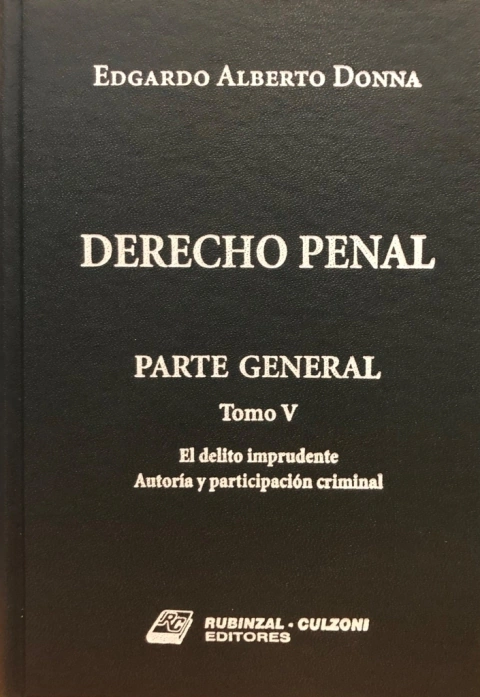 EDGARDO ALBERTO DONNA
DERECHO PENAL
PARTE GENERAL
Tomo V
El delito imprudente
Autoría y participación criminal
RC
RUBINZAL - CULZONI
EDITORES